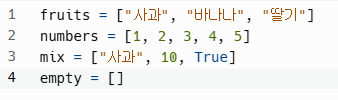 1 fruits = ["사과", "바나나", "딸기"]
2 numbers = [1, 2, 3, 4, 5]
3 mix = ["사과", 10, True]
4 empty = []